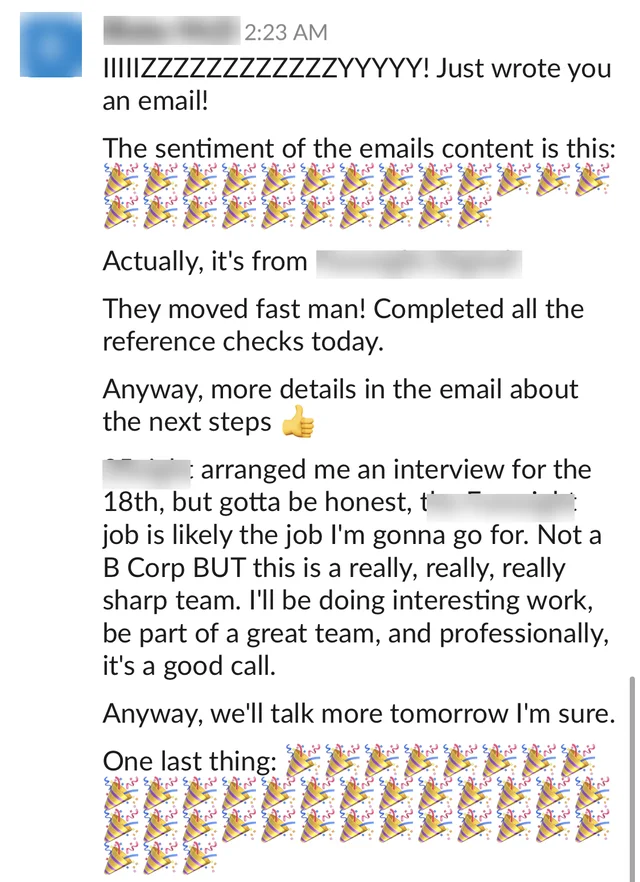 2:23 AM
IIIIIZZZZZZZZZZZZYYYYY! Just wrote you
an email!
The sentiment of the emails content is this:
🎉🎉🎉🎉🎉🎉🎉🎉🎉🎉🎉🎉🎉
🎉🎉🎉🎉🎉🎉🎉🎉🎉🎉
Actually, it's from
They moved fast man! Completed all the
reference checks today.
Anyway, more details in the email about
the next steps 👍
arranged me an interview for the
18th, but gotta be honest,
job is likely the job I'm gonna go for. Not a
B Corp BUT this is a really, really, really
sharp team. I'll be doing interesting work,
be part of a great team, and professionally,
it's a good call.
Anyway, we'll talk more tomorrow I'm sure.
One last thing: 🎉🎉🎉🎉🎉🎉🎉🎉
🎉🎉🎉🎉🎉🎉🎉🎉🎉🎉🎉🎉🎉
🎉🎉🎉🎉🎉🎉🎉🎉🎉🎉🎉🎉🎉
🎉🎉🎉